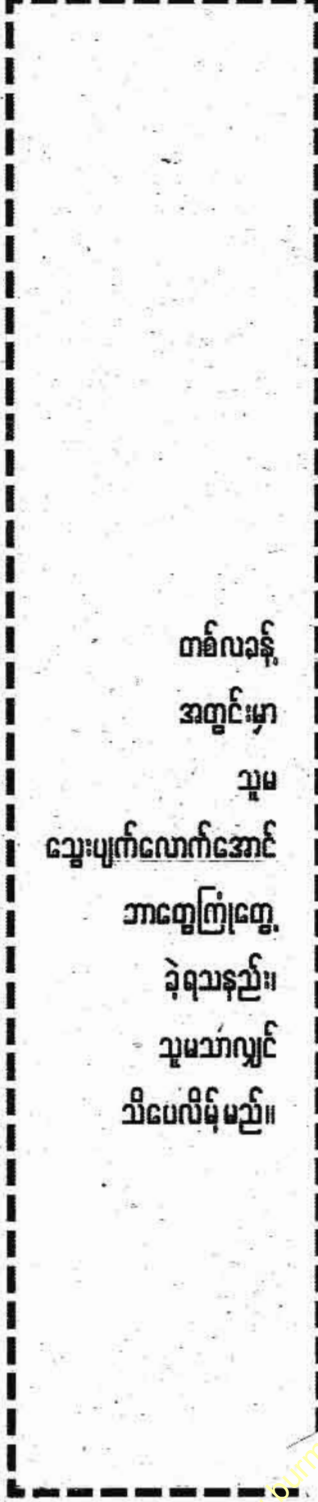 တစ်လခန့်
အတွင်းမှာ
သူမ
သွေးပျက်လောက်အောင်
ဘာတွေကြုံတွေ့
ခဲ့ရသနည်း၊
သူမသာလျှင်
သိပေလိမ့်မည်။